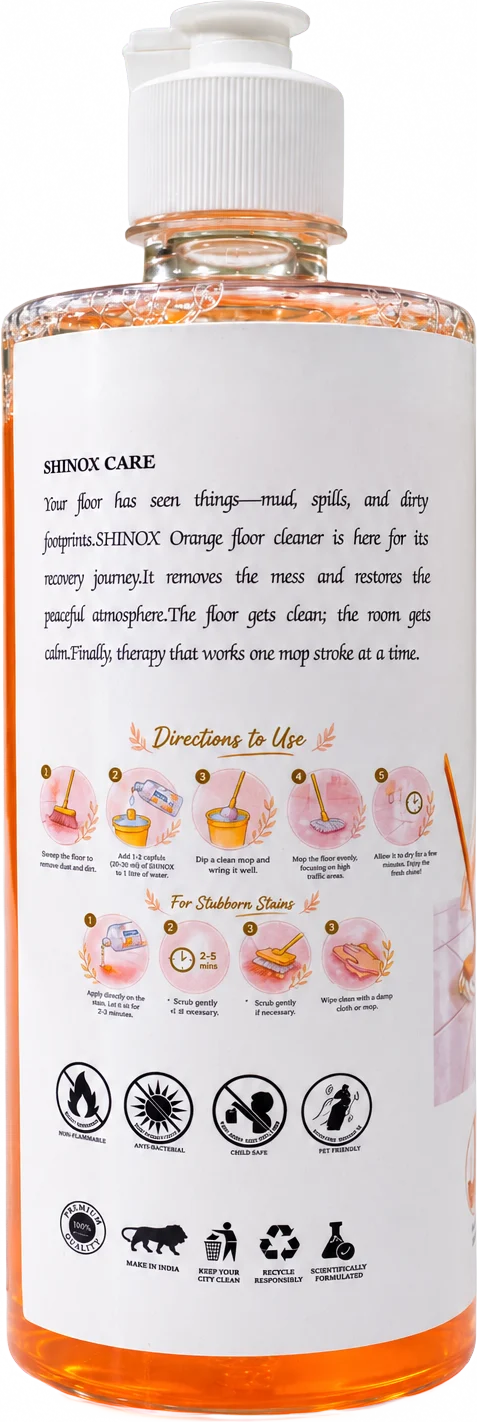 SHINOX CARE
Your floor has seen things—mud, spills, and dirty
footprints.SHINOX Orange floor cleaner is here for its
recovery journey.It removes the mess and restores the
peaceful atmosphere.The floor gets clean; the room gets
calm.Finally, therapy that works one mop stroke at a time.
Directions to Use
1 2 3 4 5
Sweep the floor to
remove dust and dirt.
Add 1-2 capfuls
(20-30 ml) of SHINOX
to 1 litre of water.
Dip a clean mop and
wring it well.
Mop the floor evenly,
focusing on high
traffic areas.
Allow it to dry for a few
minutes. Enjoy the
fresh shine!
For Stubborn Stains
1 2 3 3
2-5
mins
Apply directly on the
stain. Let it sit for
2-3 minutes.
* Scrub gently
necessary.
* Scrub gently
if necessary.
Wipe clean with a damp
cloth or mop.
NON-FLAMMABLE
ANTI-BACTERIAL
CHILD SAFE
PET FRIENDLY
PREMIUM
100%
QUALITY
MAKE IN INDIA
KEEP YOUR
CITY CLEAN
RECYCLE
RESPONSIBLY
SCIENTIFICALLY
FORMULATED